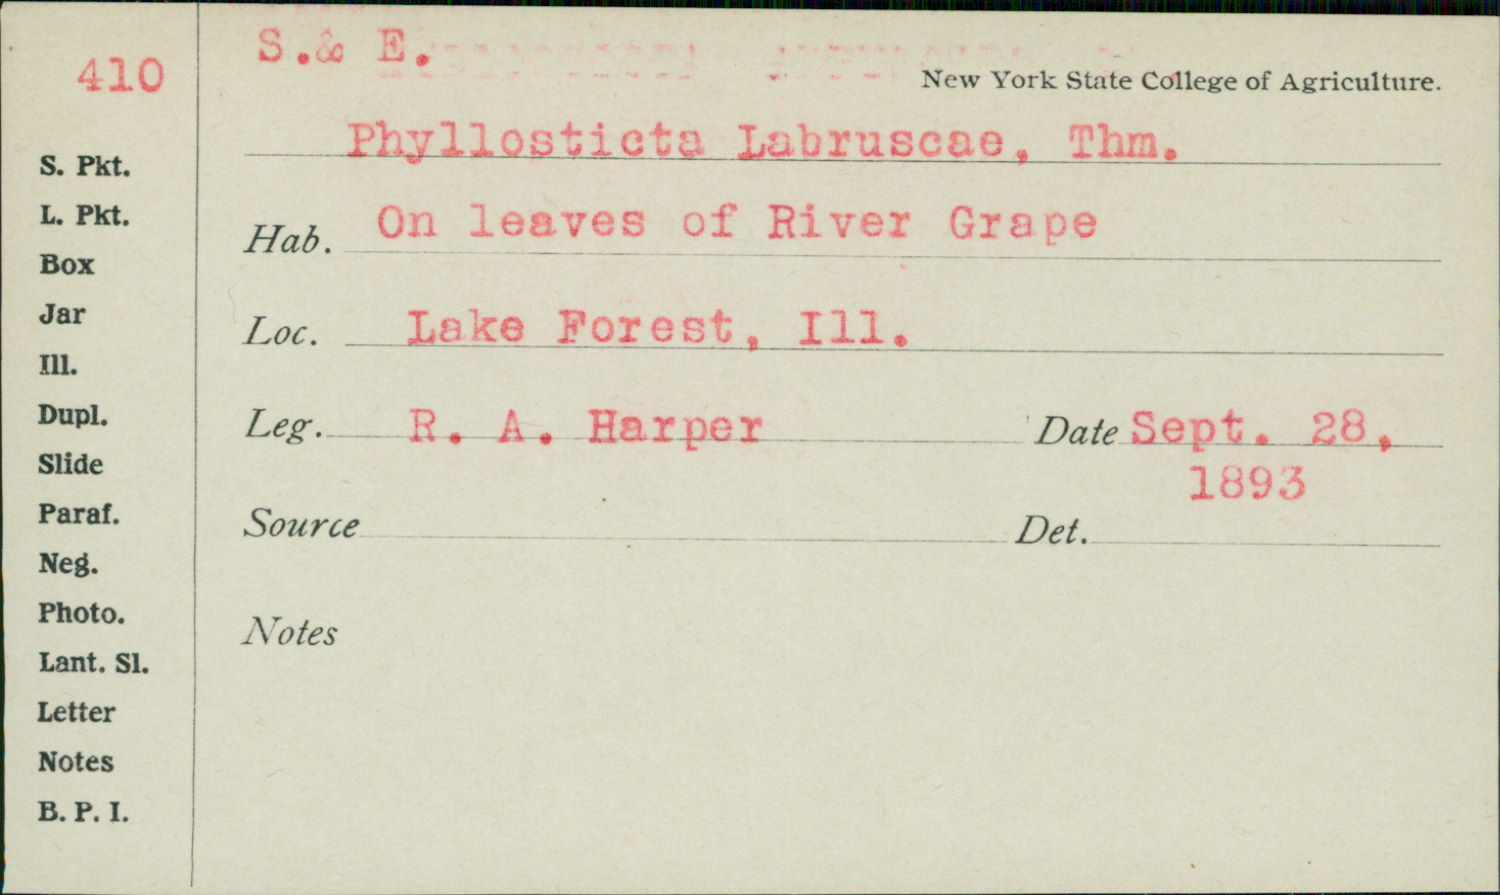 410
S. Pkt.
L. Pkt.
Box
Jar
Ill.
Dupl.
Slide
Paraf.
Neg.
Photo.
Lant. Sl.
Letter
Notes
B. P. I.
S.& E.
New York State College of Agriculture.
Phyllosticta Labruscae, Thm.
Hab. On leaves of River Grape
Loc. Lake Forest, Ill.
Leg. R. A. Harper Date Sept. 28,
1893
Source Det.
Notes